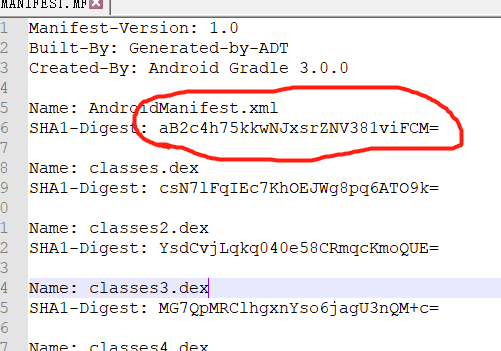 MANIFEST.MF
1 Manifest-Version: 1.0
2 Built-By: Generated-by-ADT
3 Created-By: Android Gradle 3.0.0
4
5 Name: AndroidManifest.xml
6 SHA1-Digest: aB2c4h75kkwNJxsrZNV381viFCM=
7
8 Name: classes.dex
9 SHA1-Digest: csN7lFqIEc7KhOEJWg8pq6ATO9k=
0
1 Name: classes2.dex
2 SHA1-Digest: YsdCvjLqkq040e58CRmqcKmoQUE=
3
4 Name: classes3.dex
5 SHA1-Digest: MG7QpMRClhgxnYso6jagU3nQM+c=
6
7 Name: classes4.dex